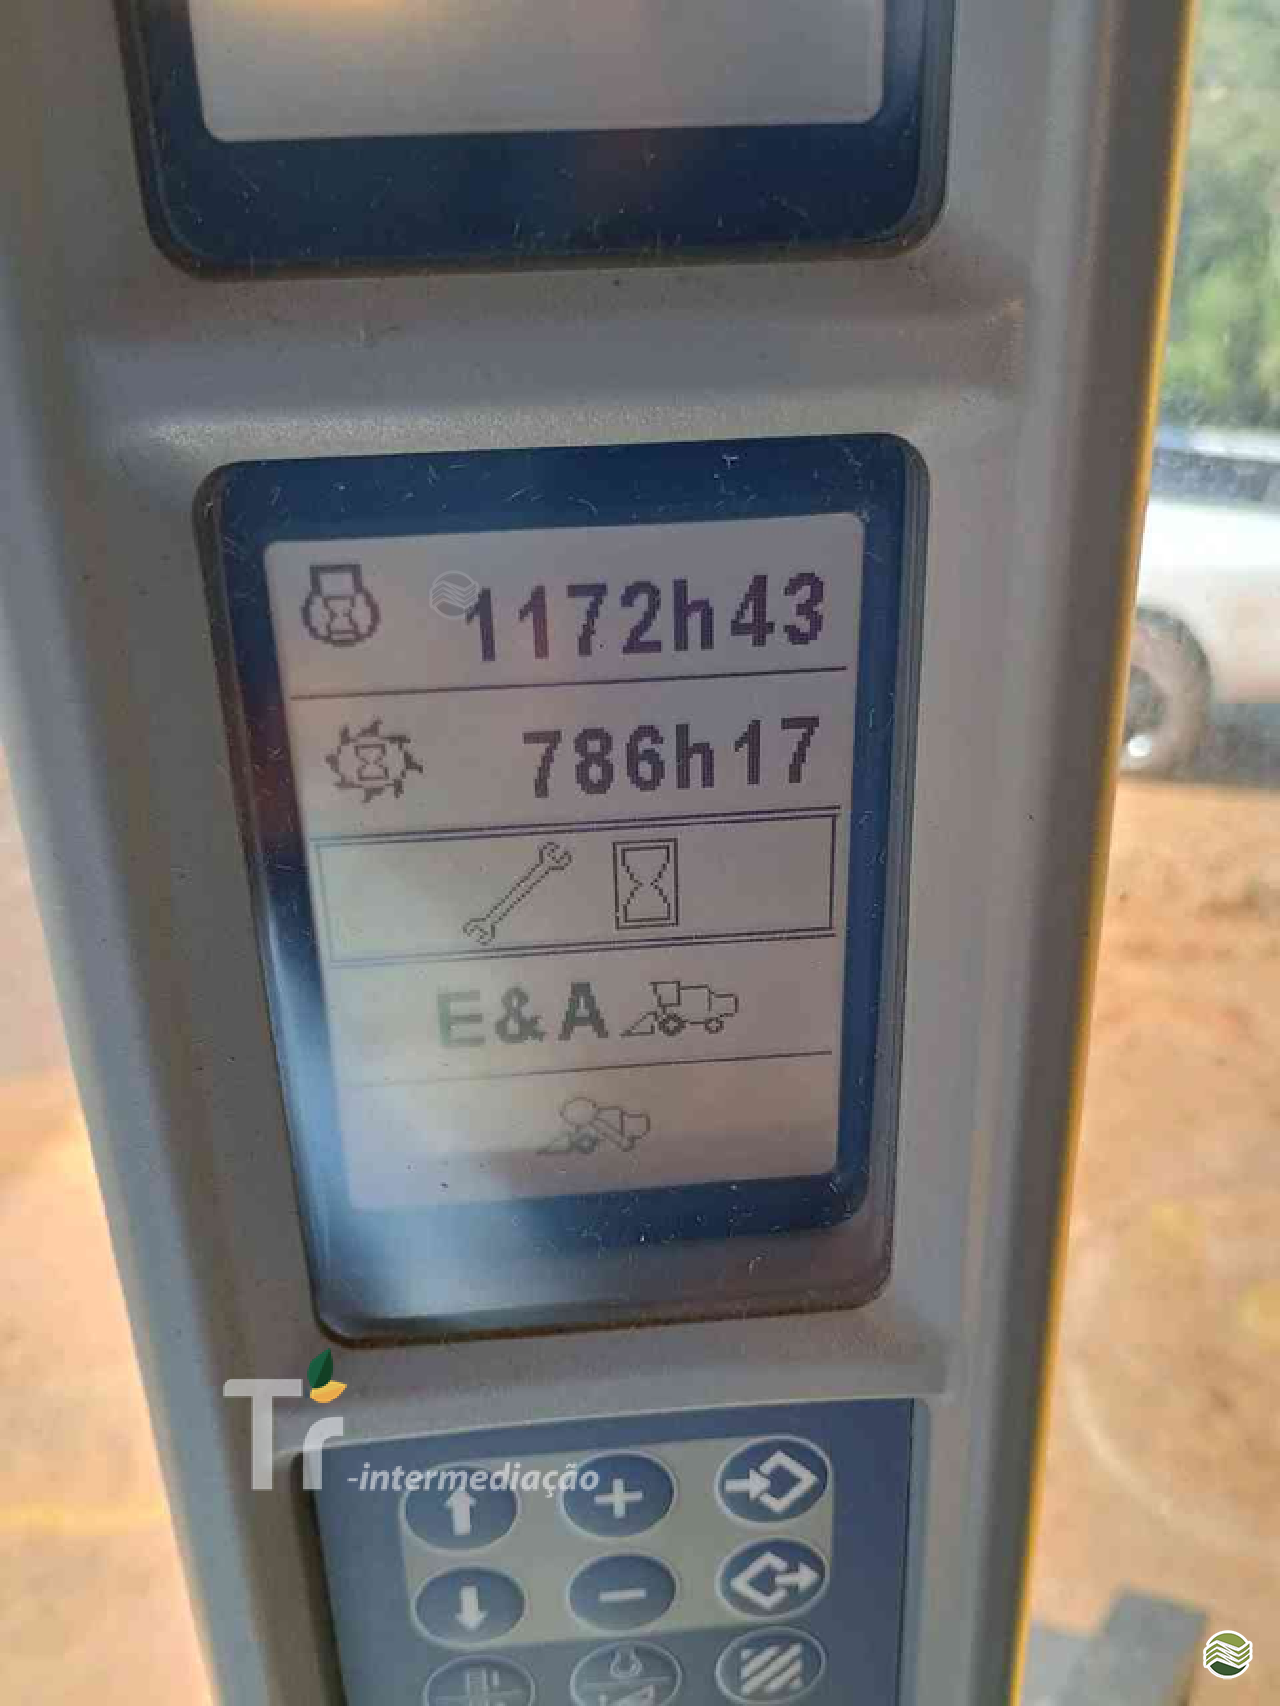 1172h43
786h17
E&A
Tr
-intermediação